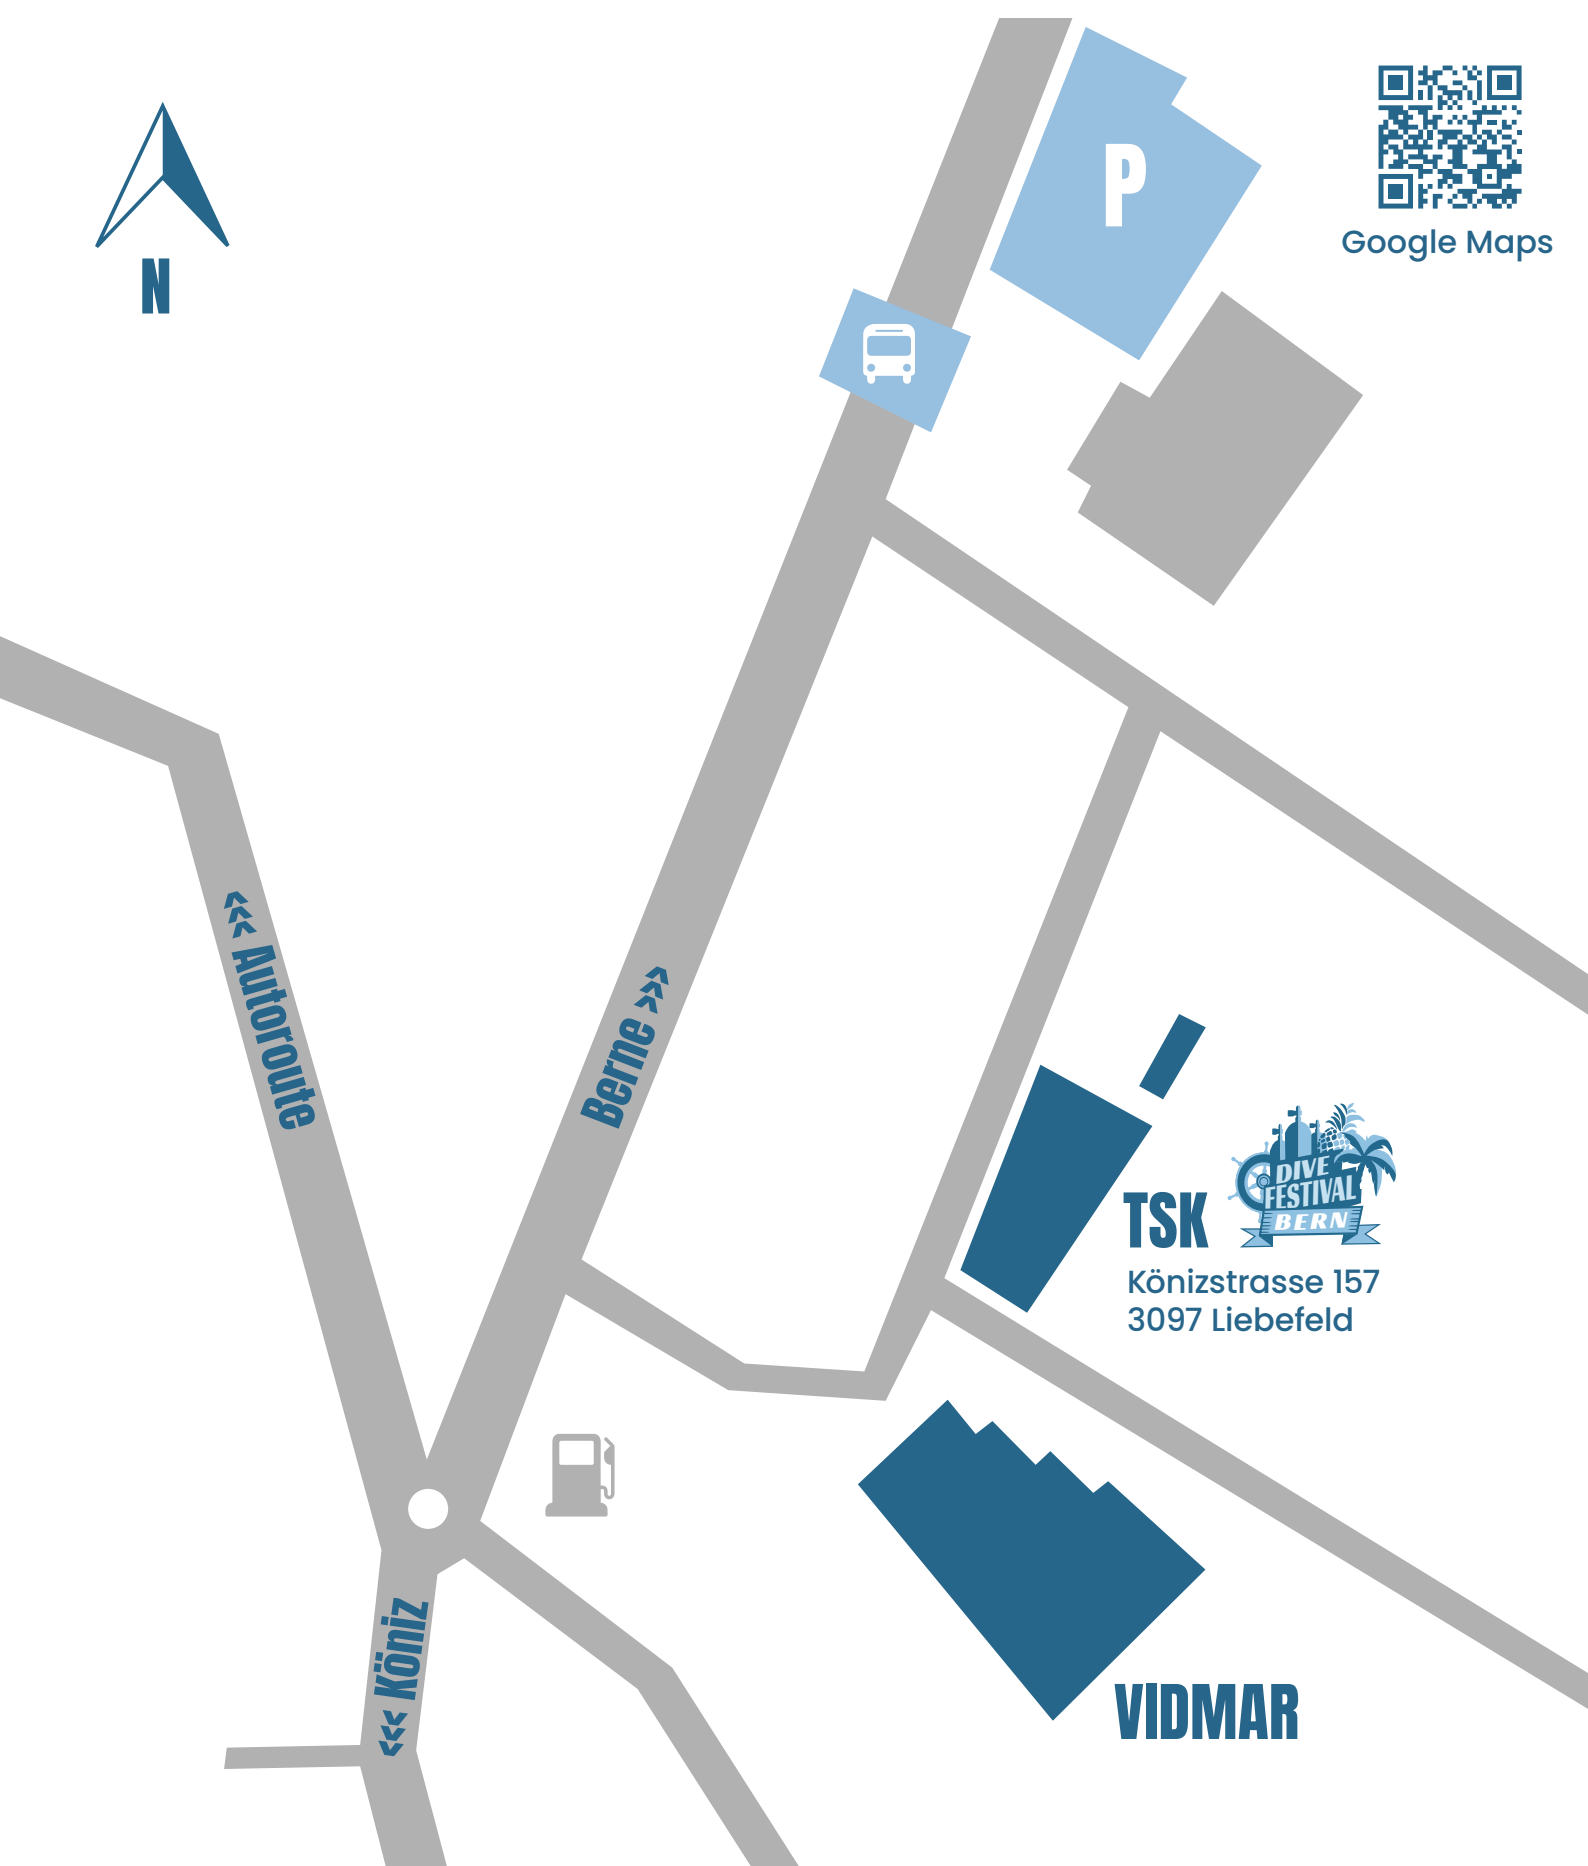 P
Google Maps
N
<<< Autoroute
Berne >>>
DIVE
FESTIVAL
BERN
TSK
Könizstrasse 157
3097 Liebefeld
<<< Köniz
VIDMAR